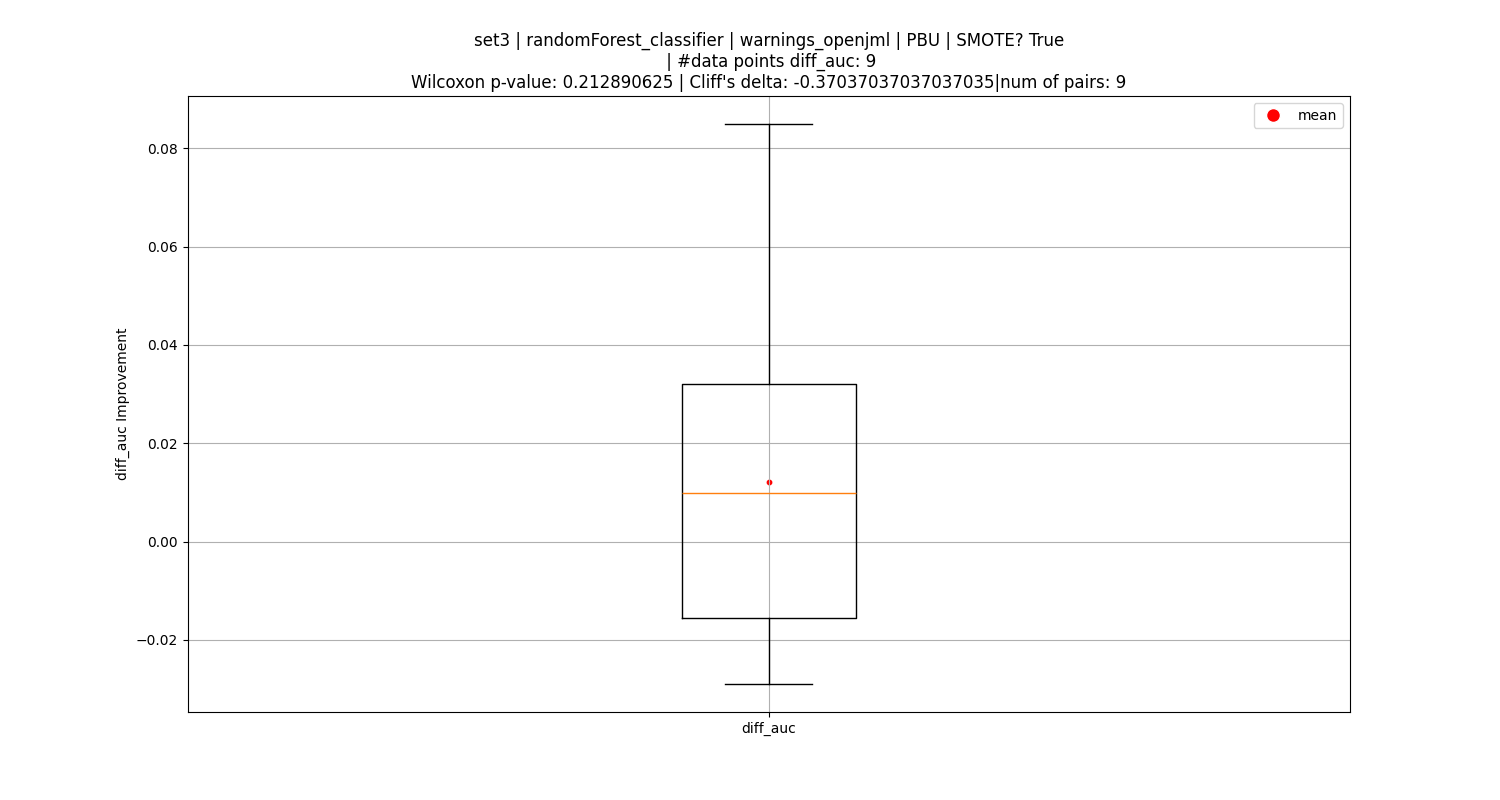 set3 | randomForest_classifier | warnings_openjml | PBU | SMOTE? True
| #data points diff_auc: 9
Wilcoxon p-value: 0.212890625 | Cliff's delta: -0.37037037037037035|num of pairs: 9
mean
0.08
0.06
0.04
0.02
0.00
−0.02
diff_auc Improvement
diff_auc